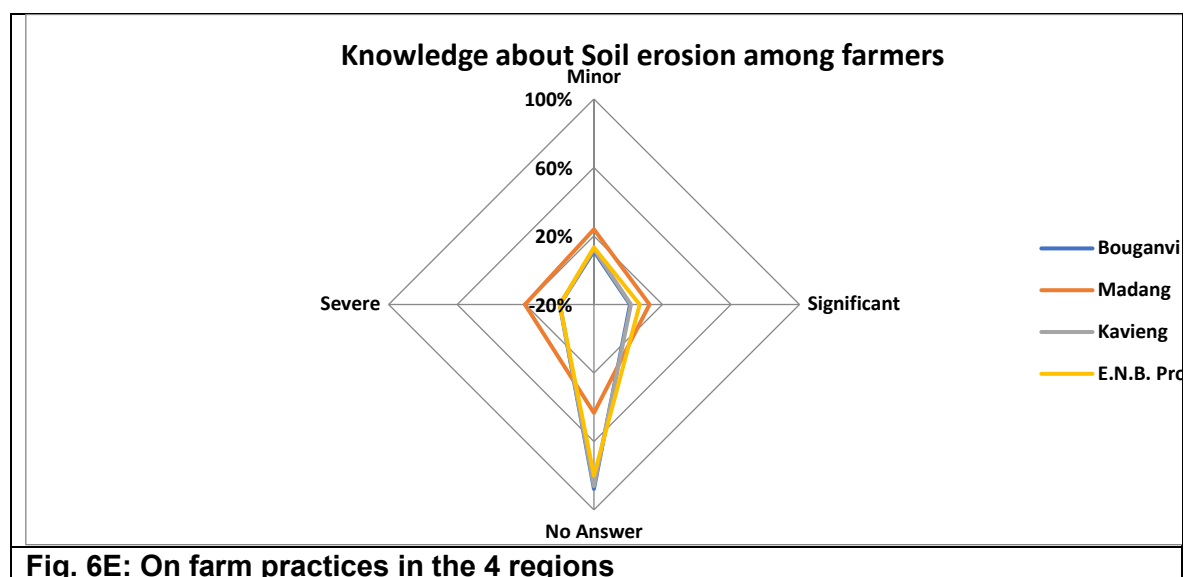 Knowledge about Soil erosion among farmers
Minor
100%
60%
20%
-20%
Severe
Significant
No Answer
Bouganvi
Madang
Kavieng
E.N.B. Pro
Fig. 6E: On farm practices in the 4 regions